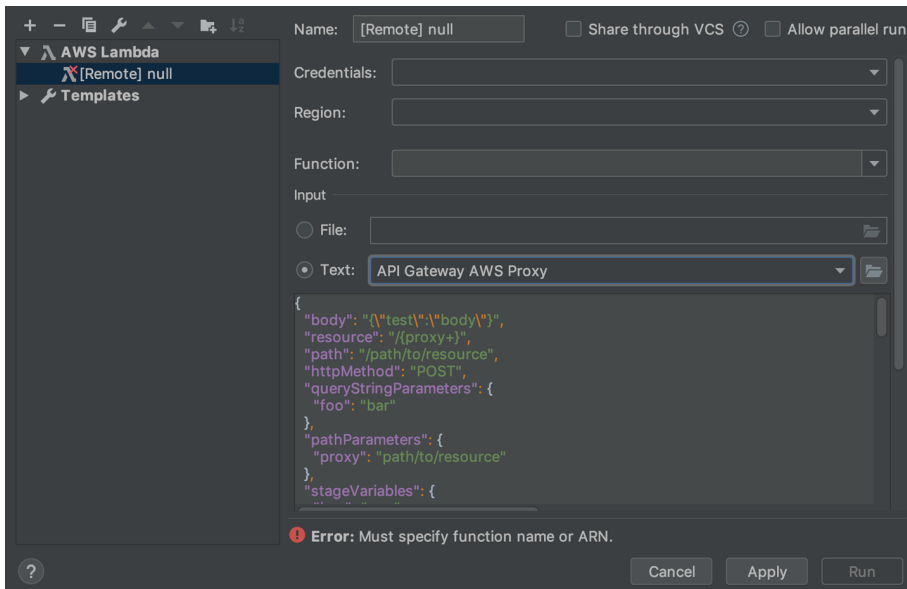 Name: [Remote] null Share through VCS ? Allow parallel run
AWS Lambda
[Remote] null
Templates
Credentials:
Region:
Function:
Input
File:
Text: API Gateway AWS Proxy
{
"body": "{\"test\":\"body\"}",
"resource": "/{proxy+}",
"path": "/path/to/resource",
"httpMethod": "POST",
"queryStringParameters": {
"foo": "bar"
},
"pathParameters": {
"proxy": "path/to/resource"
},
"stageVariables": {
Error: Must specify function name or ARN.
? Cancel Apply Run